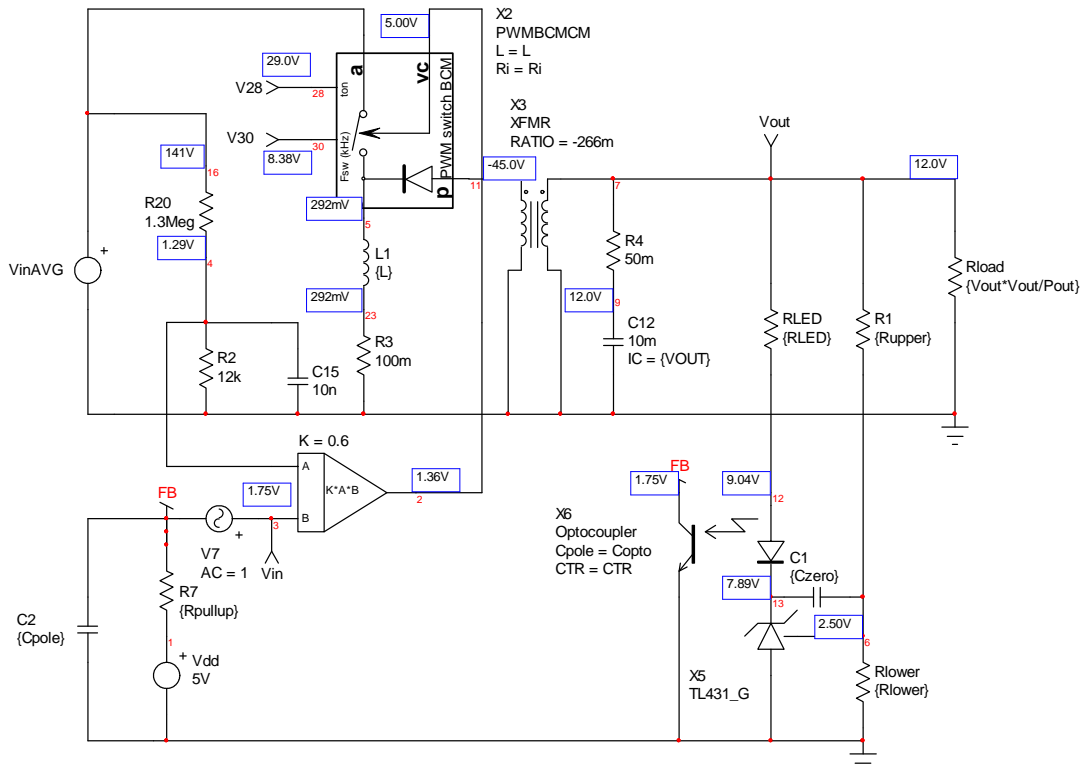 5.00V
X2
PWMBCMCM
L = L
Ri = Ri
29.0V
V28
28
ton
a
vc
PWM switch BCM
p
Fsw (kHz)
V30
30
8.38V
X3
XFMR
RATIO = -266m
Vout
141V
16
R20
1.3Meg
1.29V
4
-45.0V
11
12.0V
7
292mV
5
L1
{L}
292mV
23
R3
100m
R4
50m
12.0V
9
C12
10m
IC = {VOUT}
Rload
{Vout*Vout/Pout}
RLED
{RLED}
R1
{Rupper}
VinAVG
+
R2
12k
C15
10n
K = 0.6
A
K*A*B
B
1.36V
2
FB
1.75V
3
V7
AC = 1
+
Vin
R7
{Rpullup}
C2
{Cpole}
1
+
Vdd
5V
1.75V
FB
9.04V
12
X6
Optocoupler
Cpole = Copto
CTR = CTR
C1
{Czero}
7.89V
13
2.50V
6
X5
TL431_G
Rlower
{Rlower}